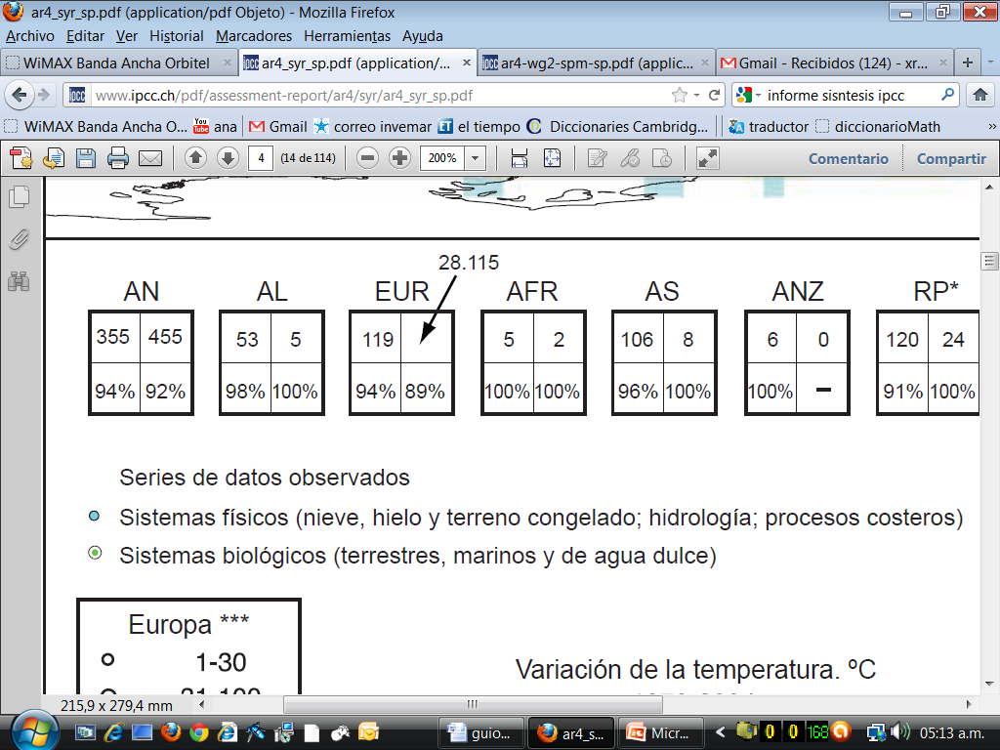 ar4_syr_sp.pdf (application/pdf Objeto) - Mozilla Firefox
Archivo Editar Ver Historial Marcadores Herramientas Ayuda
WiMAX Banda Ancha Orbitel ar4_syr_sp.pdf (application/... ar4-wg2-spm-sp.pdf (applic... Gmail - Recibidos (124) - xr...
www.ipcc.ch/pdf/assessment-report/ar4/syr/ar4_syr_sp.pdf informe sisntesis ipcc
WiMAX Banda Ancha O... ana Gmail correo invemar el tiempo Diccionaries Cambridg... traductor diccionarioMath »
4 (14 de 114) 200% Comentario Compartir
28.115
AN AL EUR AFR AS ANZ RP*
355 455 53 5 119 5 2 106 8 6 0 120 24
94% 92% 98% 100% 94% 89% 100% 100% 96% 100% 100% – 91% 100%
Series de datos observados
Sistemas físicos (nieve, hielo y terreno congelado; hidrología; procesos costeros)
Sistemas biológicos (terrestres, marinos y de agua dulce)
Europa ***
1-30
Variación de la temperatura. ºC
215,9 x 279,4 mm
guio... ar4_s... Micr... 0 0 168 05:13 a.m.